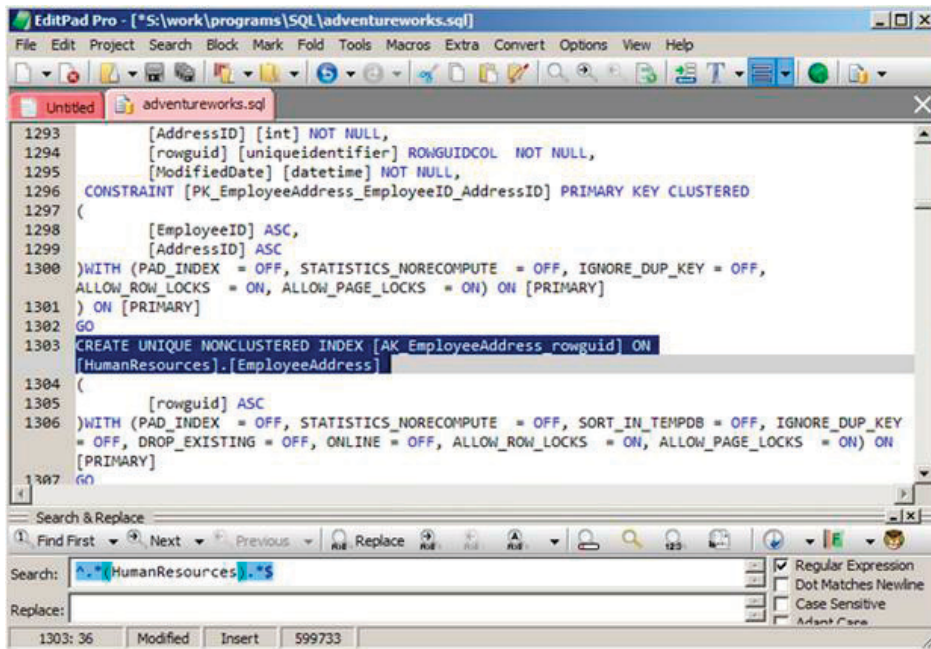 EditPad Pro - [*S:\work\programs\SQL\adventureworks.sql]
File Edit Project Search Block Mark Fold Tools Macros Extra Convert Options View Help
Untitled adventureworks.sql
1293 [AddressID] [int] NOT NULL,
1294 [rowguid] [uniqueidentifier] ROWGUIDCOL  NOT NULL,
1295 [ModifiedDate] [datetime] NOT NULL,
1296 CONSTRAINT [PK_EmployeeAddress_EmployeeID_AddressID] PRIMARY KEY CLUSTERED
1297 (
1298 [EmployeeID] ASC,
1299 [AddressID] ASC
1300 )WITH (PAD_INDEX  = OFF, STATISTICS_NORECOMPUTE  = OFF, IGNORE_DUP_KEY = OFF,
ALLOW_ROW_LOCKS  = ON, ALLOW_PAGE_LOCKS  = ON) ON [PRIMARY]
1301 ) ON [PRIMARY]
1302 GO
1303 CREATE UNIQUE NONCLUSTERED INDEX [AK_EmployeeAddress_rowguid] ON
[HumanResources].[EmployeeAddress]
1304 (
1305 [rowguid] ASC
1306 )WITH (PAD_INDEX  = OFF, STATISTICS_NORECOMPUTE  = OFF, SORT_IN_TEMPDB = OFF, IGNORE_DUP_KEY
= OFF, DROP_EXISTING = OFF, ONLINE = OFF, ALLOW_ROW_LOCKS  = ON, ALLOW_PAGE_LOCKS  = ON) ON
[PRIMARY]
1307 GO
Search & Replace
Find First Next Previous Replace
Search: ^.*(HumanResources).*$ Regular Expression
Dot Matches Newline
Replace: Case Sensitive
Adapt Case
1303: 36 Modified Insert 599733